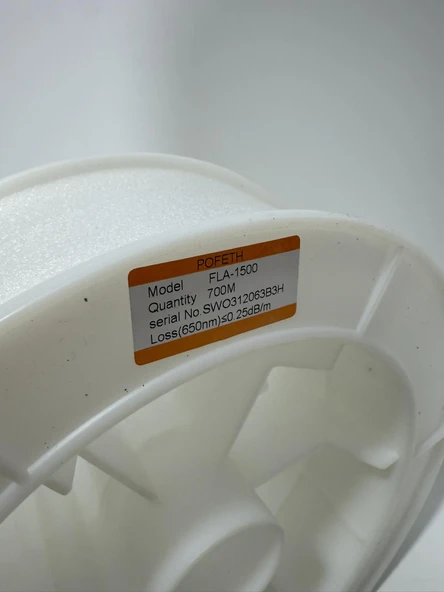 POFETH
Model FLA-1500
Quantity 700M
serial No.SWO312063B3H
Loss(650nm)≤0.25dB/m